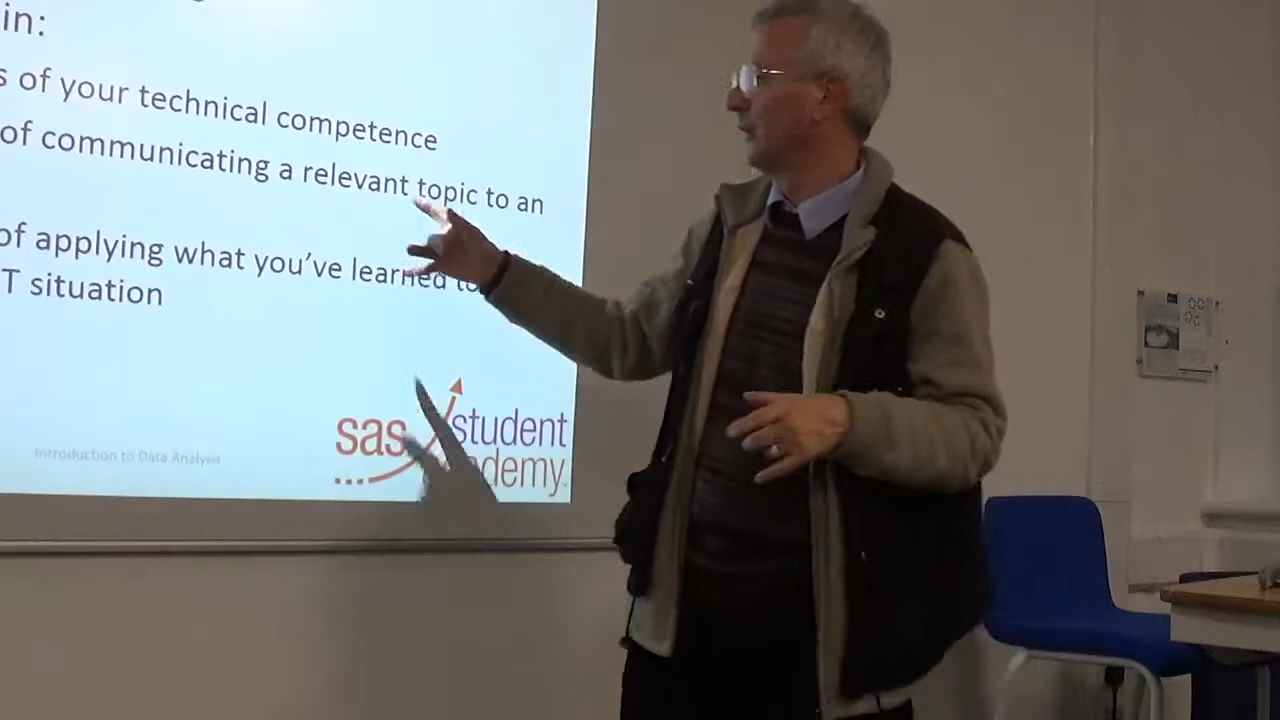 in:
s of your technical competence
of communicating a relevant topic to an
of applying what you've learned to
T situation
Introduction to Data Analysis
sas student
demy